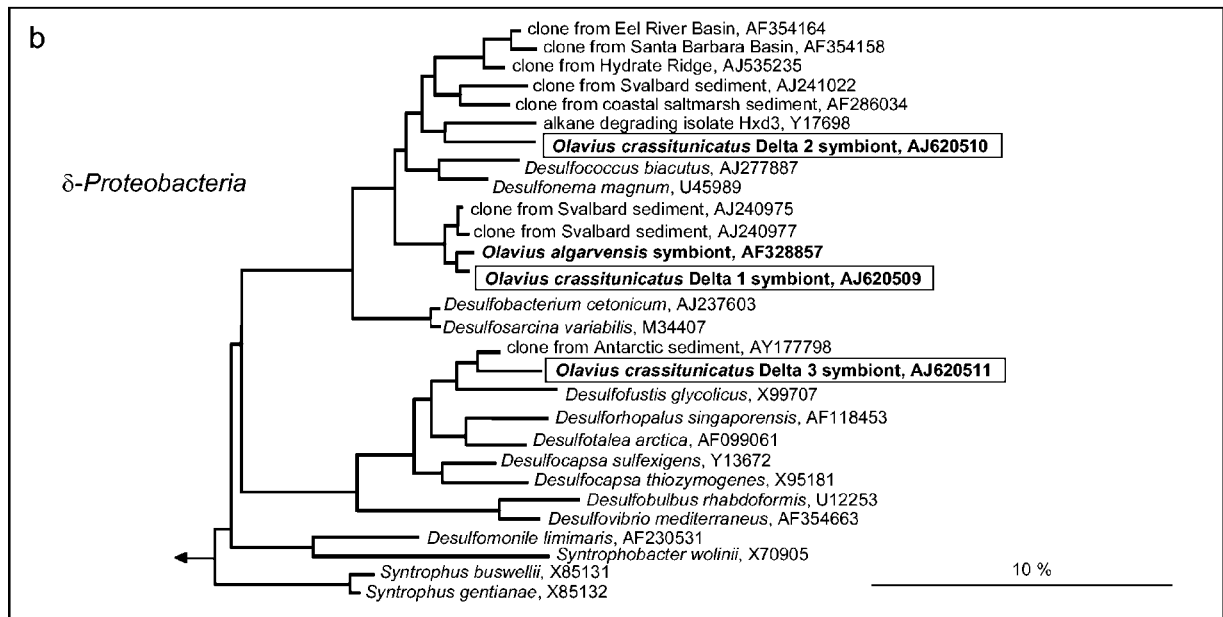 b
clone from Eel River Basin, AF354164
clone from Santa Barbara Basin, AF354158
clone from Hydrate Ridge, AJ535235
clone from Svalbard sediment, AJ241022
clone from coastal saltmarsh sediment, AF286034
alkane degrading isolate Hxd3, Y17698
Olavius crassitunicatus Delta 2 symbiont, AJ620510
Desulfococcus biacutus, AJ277887
δ-Proteobacteria
Desulfonema magnum, U45989
clone from Svalbard sediment, AJ240975
clone from Svalbard sediment, AJ240977
Olavius algarvensis symbiont, AF328857
Olavius crassitunicatus Delta 1 symbiont, AJ620509
Desulfobacterium cetonicum, AJ237603
Desulfosarcina variabilis, M34407
clone from Antarctic sediment, AY177798
Olavius crassitunicatus Delta 3 symbiont, AJ620511
Desulfofustis glycolicus, X99707
Desulforhopalus singaporensis, AF118453
Desulfotalea arctica, AF099061
Desulfocapsa sulfexigens, Y13672
Desulfocapsa thiozymogenes, X95181
Desulfobulbus rhabdoformis, U12253
Desulfovibrio mediterraneus, AF354663
Desulfomonile limimaris, AF230531
Syntrophobacter wolinii, X70905
Syntrophus buswellii, X85131
Syntrophus gentianae, X85132
10 %